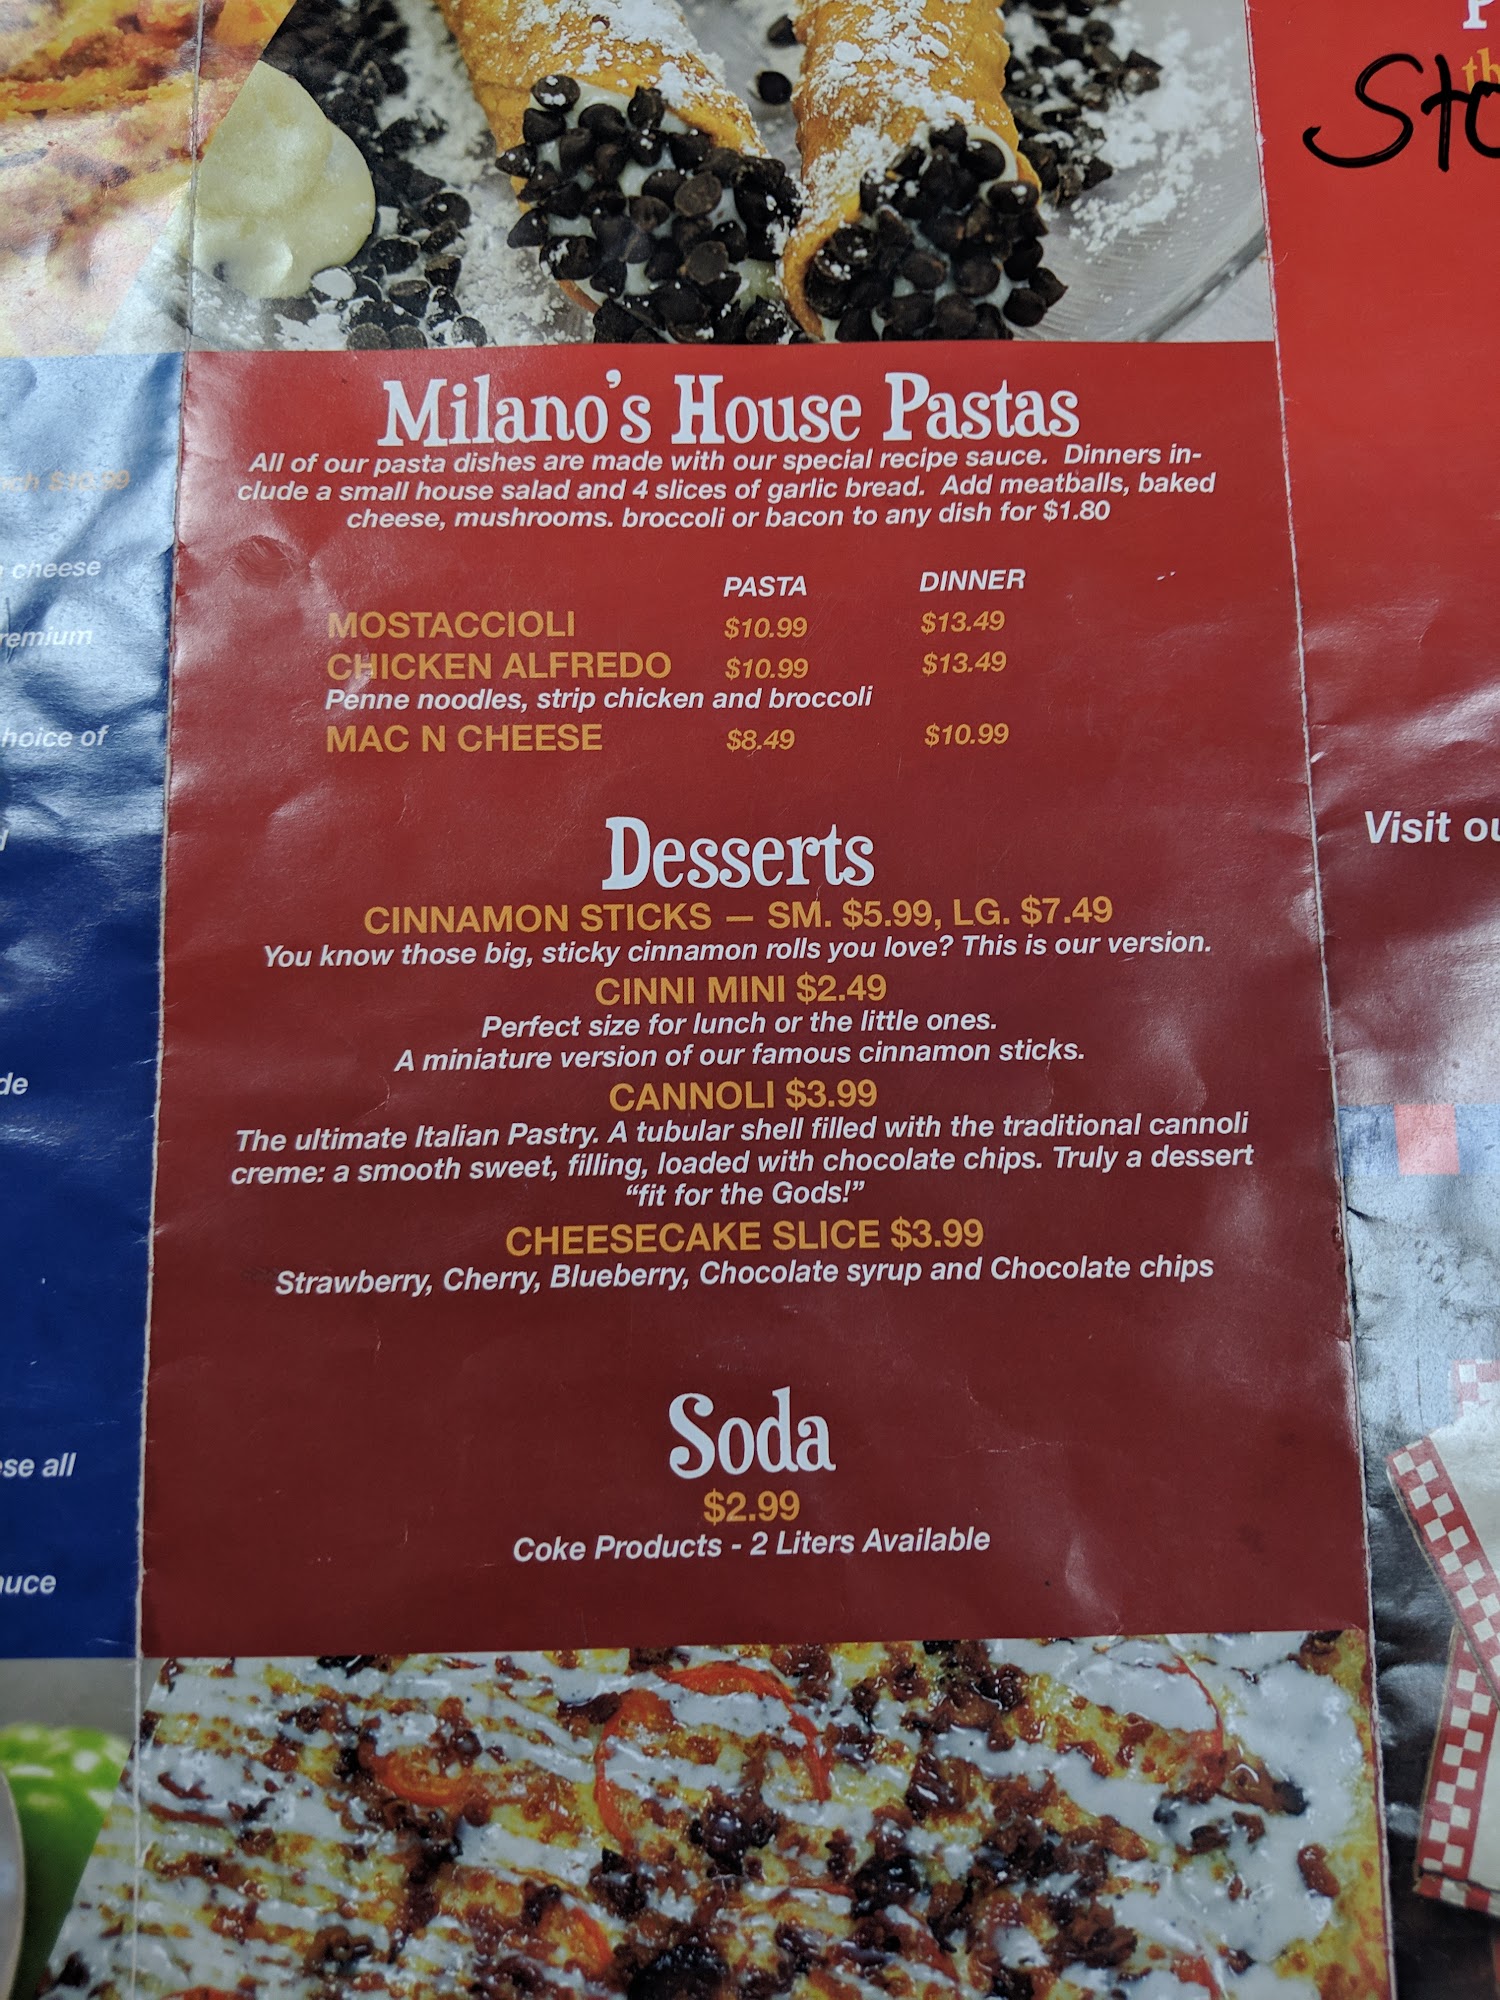 Milano's House Pastas
All of our pasta dishes are made with our special recipe sauce. Dinners in-
clude a small house salad and 4 slices of garlic bread. Add meatballs, baked
cheese, mushrooms. broccoli or bacon to any dish for $1.80
PASTA DINNER
MOSTACCIOLI $10.99 $13.49
CHICKEN ALFREDO $10.99 $13.49
Penne noodles, strip chicken and broccoli
MAC N CHEESE $8.49 $10.99
Desserts
CINNAMON STICKS — SM. $5.99, LG. $7.49
You know those big, sticky cinnamon rolls you love? This is our version.
CINNI MINI $2.49
Perfect size for lunch or the little ones.
A miniature version of our famous cinnamon sticks.
CANNOLI $3.99
The ultimate Italian Pastry. A tubular shell filled with the traditional cannoli
creme: a smooth sweet, filling, loaded with chocolate chips. Truly a dessert
“fit for the Gods!”
CHEESECAKE SLICE $3.99
Strawberry, Cherry, Blueberry, Chocolate syrup and Chocolate chips
Soda
$2.99
Coke Products - 2 Liters Available
$10.99
cheese
hoice of
se all
Visit